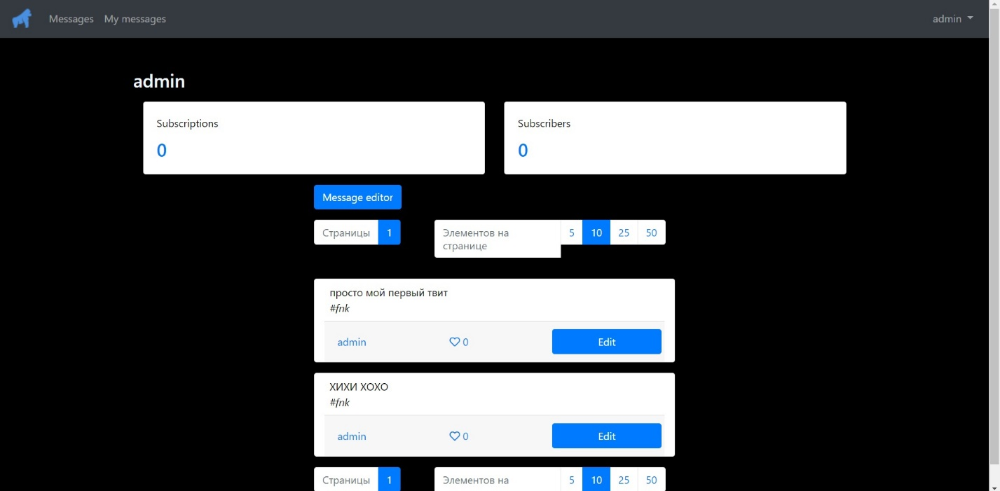 Messages My messages admin
admin
Subscriptions Subscribers
0 0
Message editor
Страницы 1 Элементов на странице 5 10 25 50
просто мой первый твит
#fnk
admin 0 Edit
ХИХИ ХОХО
#fnk
admin 0 Edit
Страницы 1 Элементов на 5 10 25 50